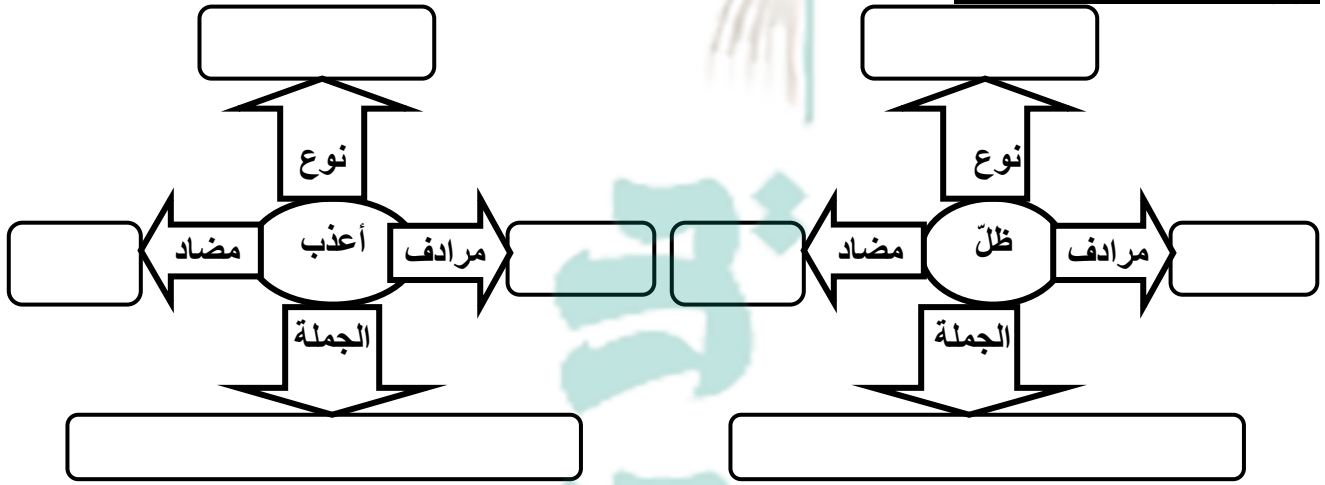 نوع
مرادف
ظلّ
مضاد
الجملة
نوع
مرادف
أعذب
مضاد
الجملة